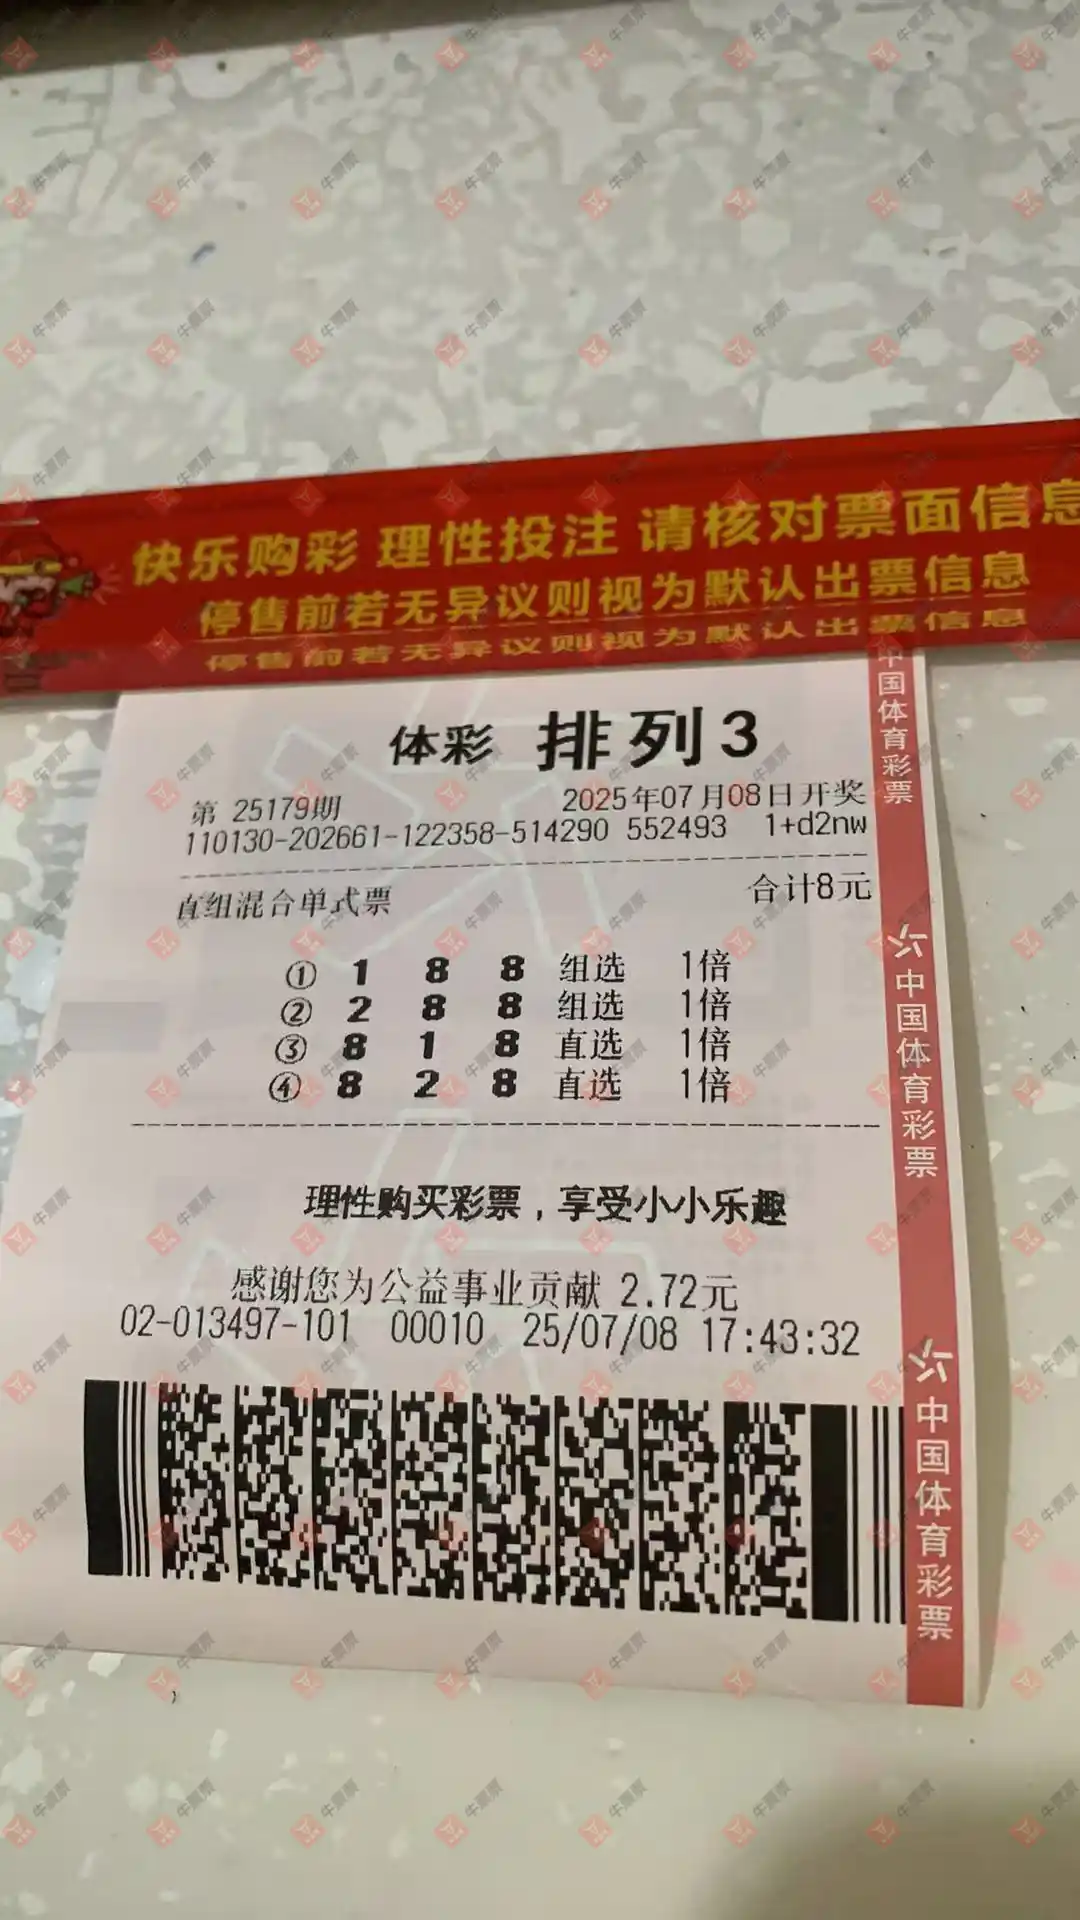 快乐购彩 理性投注 请核对票面信息
停售前若无异议则视为默认出票信息
停售前若无异议则视为默认出票信息
体彩 排列3
第 25179期 2025年07月08日开奖
110130-202661-122358-514290 552493 1+d2nw
直组混合单式票 合计8元
① 1 8 8 组选 1倍
② 2 8 8 组选 1倍
③ 8 1 8 直选 1倍
④ 8 2 8 直选 1倍
理性购买彩票，享受小小乐趣
感谢您为公益事业贡献 2.72元
02-013497-101 00010 25/07/08 17:43:32
中国体育彩票
中国体育彩票
中国体育彩票
牛票票